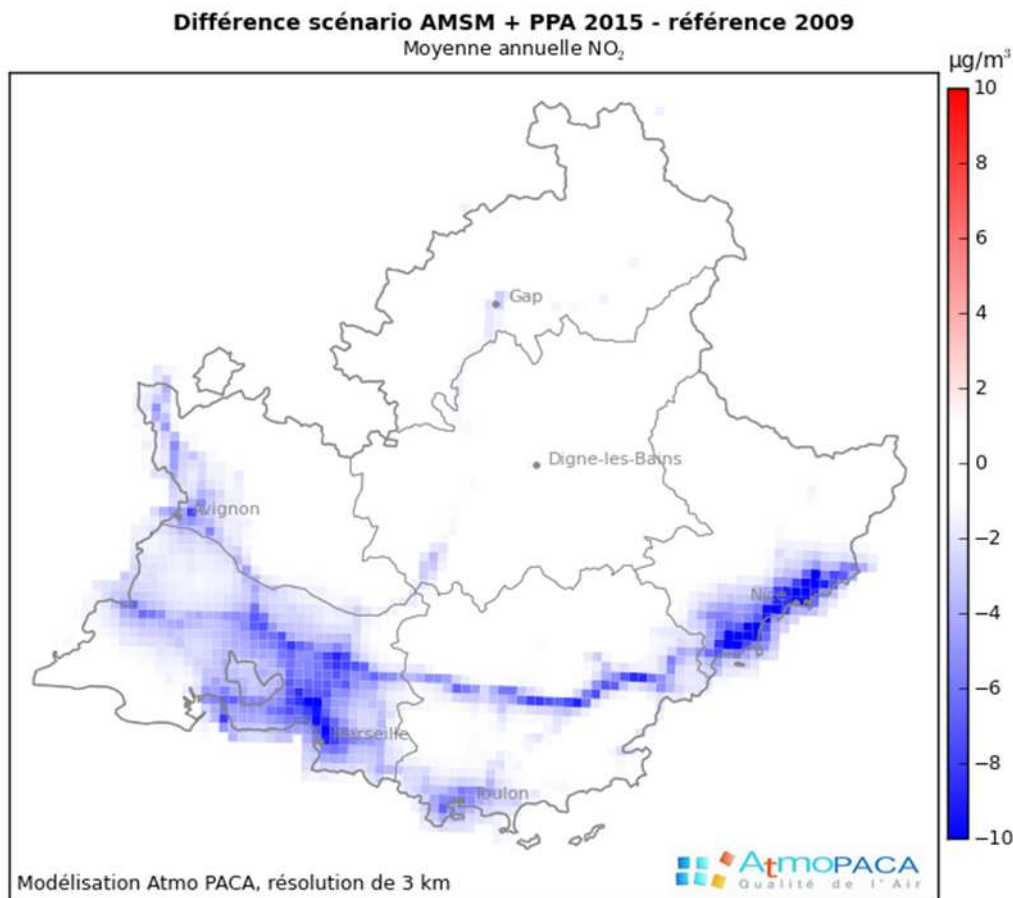 Différence scénario AMSM + PPA 2015 - référence 2009
Moyenne annuelle NO₂
µg/m³
10
8
6
4
2
0
−2
−4
−6
−8
−10
Gap
Digne-les-Bains
Avignon
Nice
Marseille
Toulon
Modélisation Atmo PACA, résolution de 3 km
AtmoPACA
Qualité de l'Air